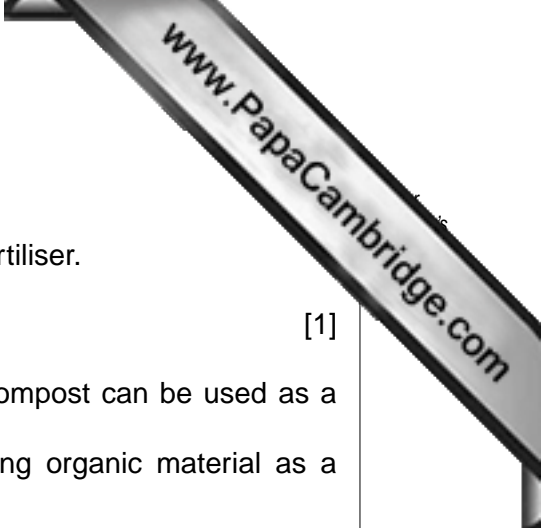 www.PapaCambridge.com
rtiliser.
[1]
ompost can be used as a
ng organic material as a